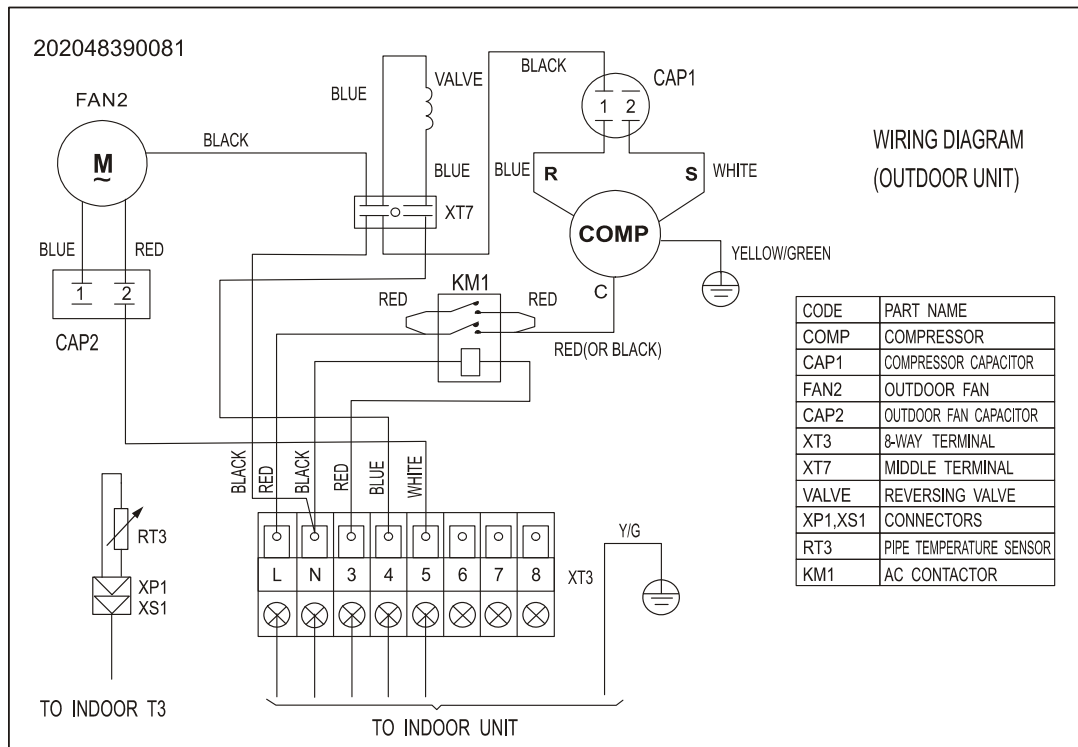 202048390081
FAN2
M
~
BLACK
BLUE
RED
1 2
CAP2
BLUE
VALVE
BLUE
XT7
BLACK
CAP1
1 2
BLUE
R
S
WHITE
COMP
YELLOW/GREEN
C
KM1
RED
RED
RED(OR BLACK)
WIRING DIAGRAM
(OUTDOOR UNIT)
CODE PART NAME
COMP COMPRESSOR
CAP1 COMPRESSOR CAPACITOR
FAN2 OUTDOOR FAN
CAP2 OUTDOOR FAN CAPACITOR
XT3 8-WAY TERMINAL
XT7 MIDDLE TERMINAL
VALVE REVERSING VALVE
XP1,XS1 CONNECTORS
RT3 PIPE TEMPERATURE SENSOR
KM1 AC CONTACTOR
BLACK
RED
BLACK
RED
BLUE
WHITE
L N 3 4 5 6 7 8
XT3
Y/G
RT3
XP1
XS1
TO INDOOR T3
TO INDOOR UNIT